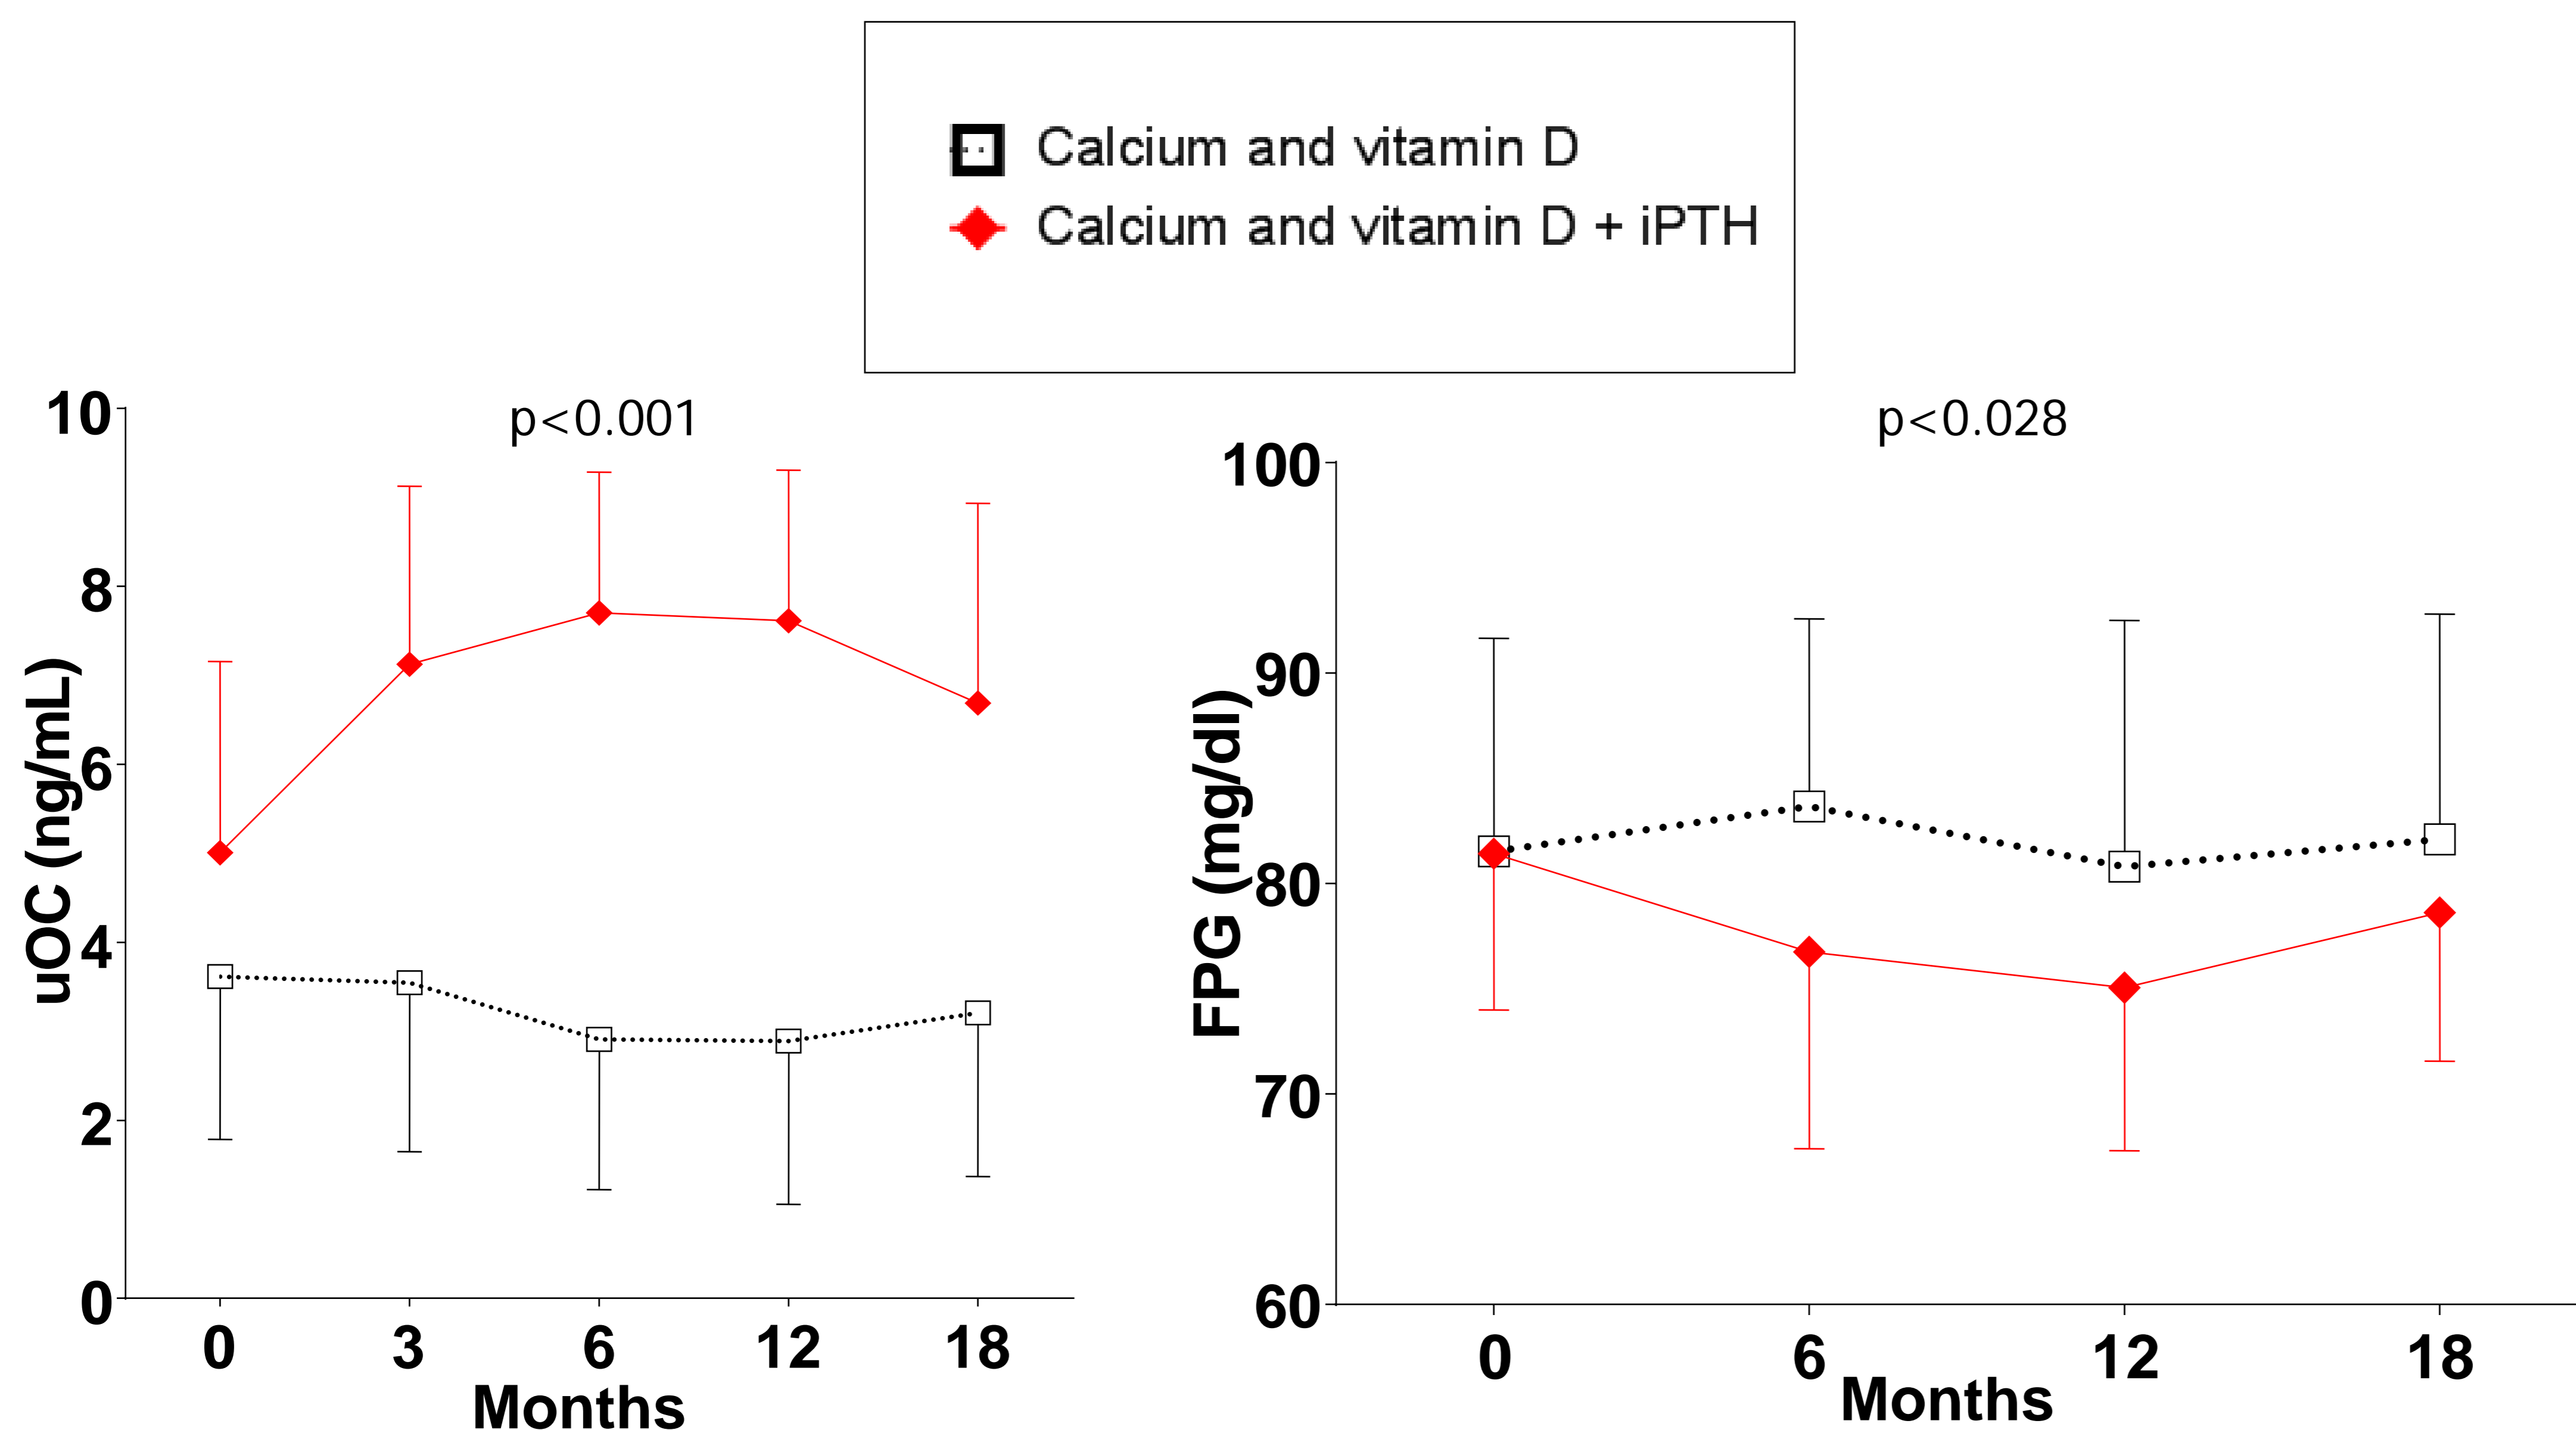 Calcium and vitamin D
Calcium and vitamin D + iPTH
p<0.001
10
8
6
4
2
0
uOC (ng/mL)
0 3 6 12 18
Months
p<0.028
100
90
80
70
60
FPG (mg/dl)
0 6 12 18
Months